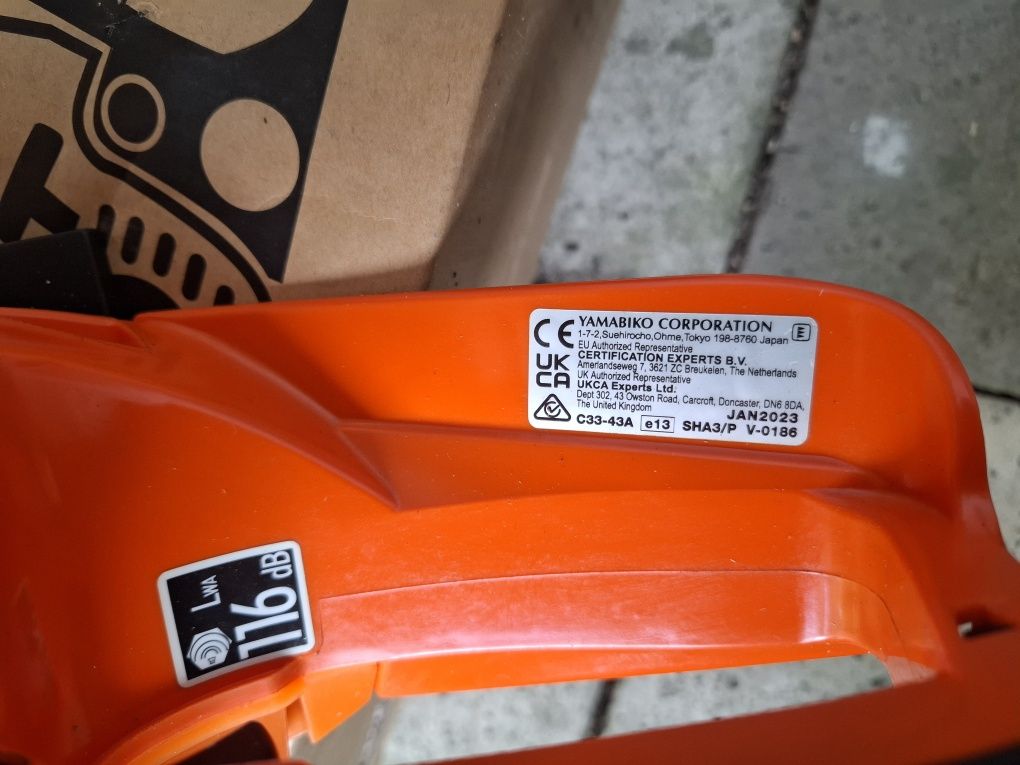 CE YAMABIKO CORPORATION E
1-7-2,Suehirocho,Ohme,Tokyo 198-8760 Japan
EU Authorized Representative
CERTIFICATION EXPERTS B.V.
Amerlandseweg 7, 3621 ZC Breukelen, The Netherlands
UK Authorized Representative
UK
CA
UKCA Experts Ltd.
Dept 302, 43 Owston Road, Carcroft, Doncaster, DN6 8DA,
The United Kingdom
JAN2023
C33-43A e13 SHA3/P V-0186
LWA
116 dB